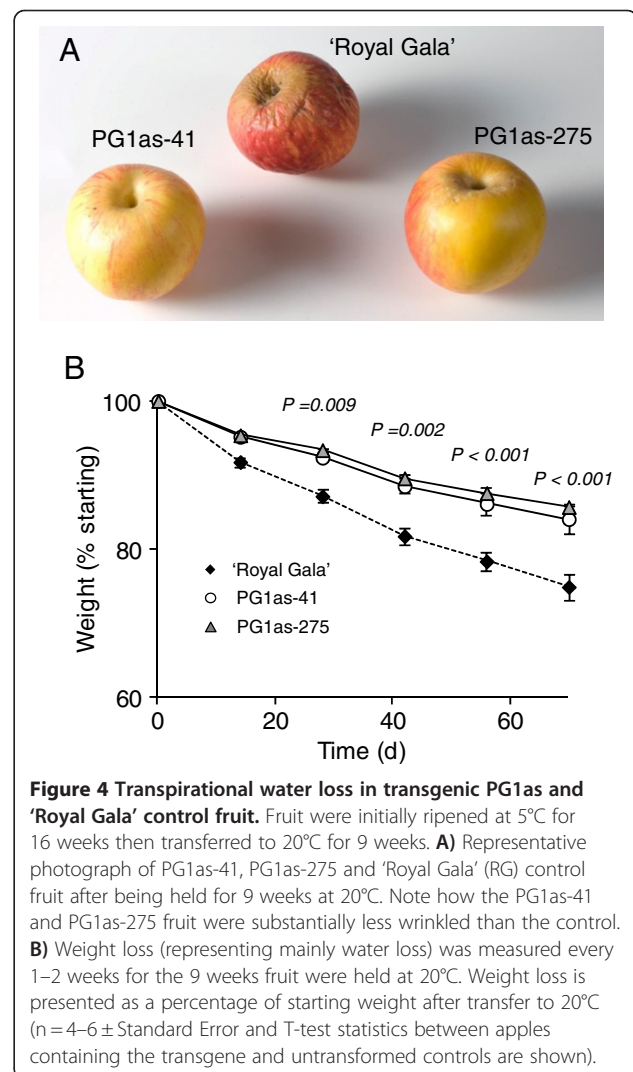 A
'Royal Gala'
PG1as-41
PG1as-275
B
Weight (% starting)
100
80
60
P =0.009
P =0.002
P < 0.001
P < 0.001
'Royal Gala'
PG1as-41
PG1as-275
0 20 40 60
Time (d)
Figure 4 Transpirational water loss in transgenic PG1as and
'Royal Gala' control fruit. Fruit were initially ripened at 5°C for
16 weeks then transferred to 20°C for 9 weeks. A) Representative
photograph of PG1as-41, PG1as-275 and 'Royal Gala' (RG) control
fruit after being held for 9 weeks at 20°C. Note how the PG1as-41
and PG1as-275 fruit were substantially less wrinkled than the control.
B) Weight loss (representing mainly water loss) was measured every
1–2 weeks for the 9 weeks fruit were held at 20°C. Weight loss is
presented as a percentage of starting weight after transfer to 20°C
(n = 4–6 ± Standard Error and T-test statistics between apples
containing the transgene and untransformed controls are shown).